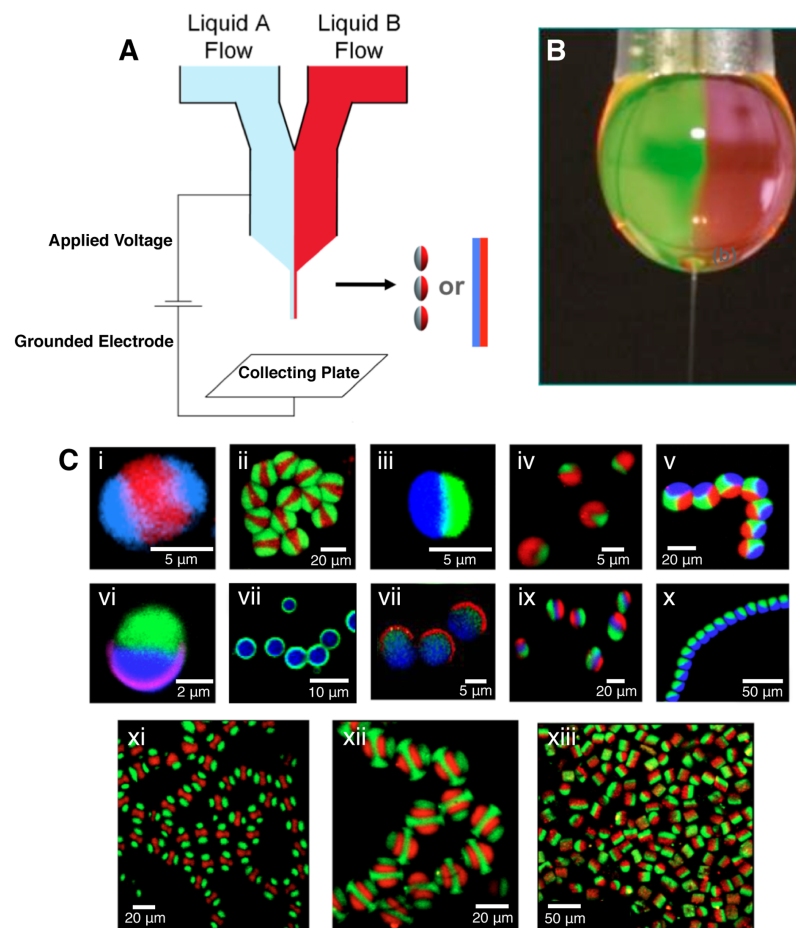 A
Liquid A
Flow
Liquid B
Flow
Applied Voltage
Grounded Electrode
Collecting Plate
or
B
(b)
C
i
5 µm
ii
20 µm
iii
5 µm
iv
5 µm
v
20 µm
vi
2 µm
vii
10 µm
vii
5 µm
ix
20 µm
x
50 µm
xi
20 µm
xii
20 µm
xiii
50 µm